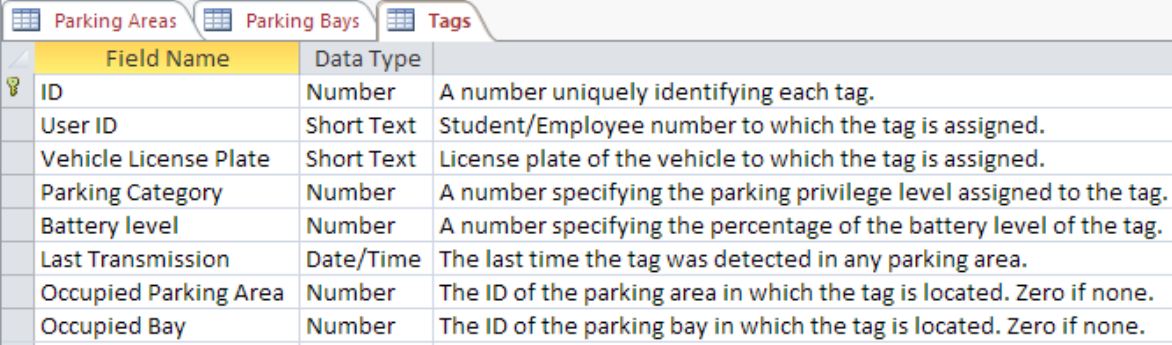 Parking Areas Parking Bays Tags
Field Name Data Type
ID Number A number uniquely identifying each tag.
User ID Short Text Student/Employee number to which the tag is assigned.
Vehicle License Plate Short Text License plate of the vehicle to which the tag is assigned.
Parking Category Number A number specifying the parking privilege level assigned to the tag.
Battery level Number A number specifying the percentage of the battery level of the tag.
Last Transmission Date/Time The last time the tag was detected in any parking area.
Occupied Parking Area Number The ID of the parking area in which the tag is located. Zero if none.
Occupied Bay Number The ID of the parking bay in which the tag is located. Zero if none.